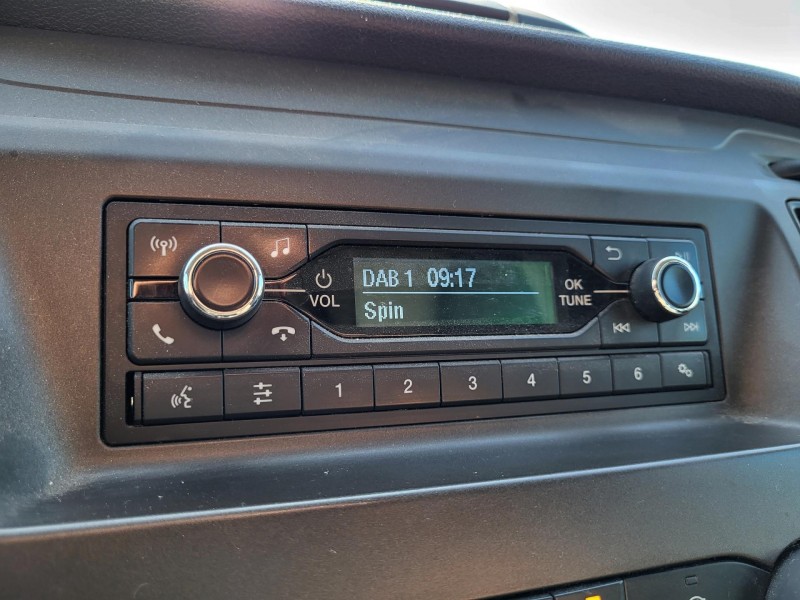 DAB 1 09:17
Spin
VOL
OK
TUNE
1 2 3 4 5 6